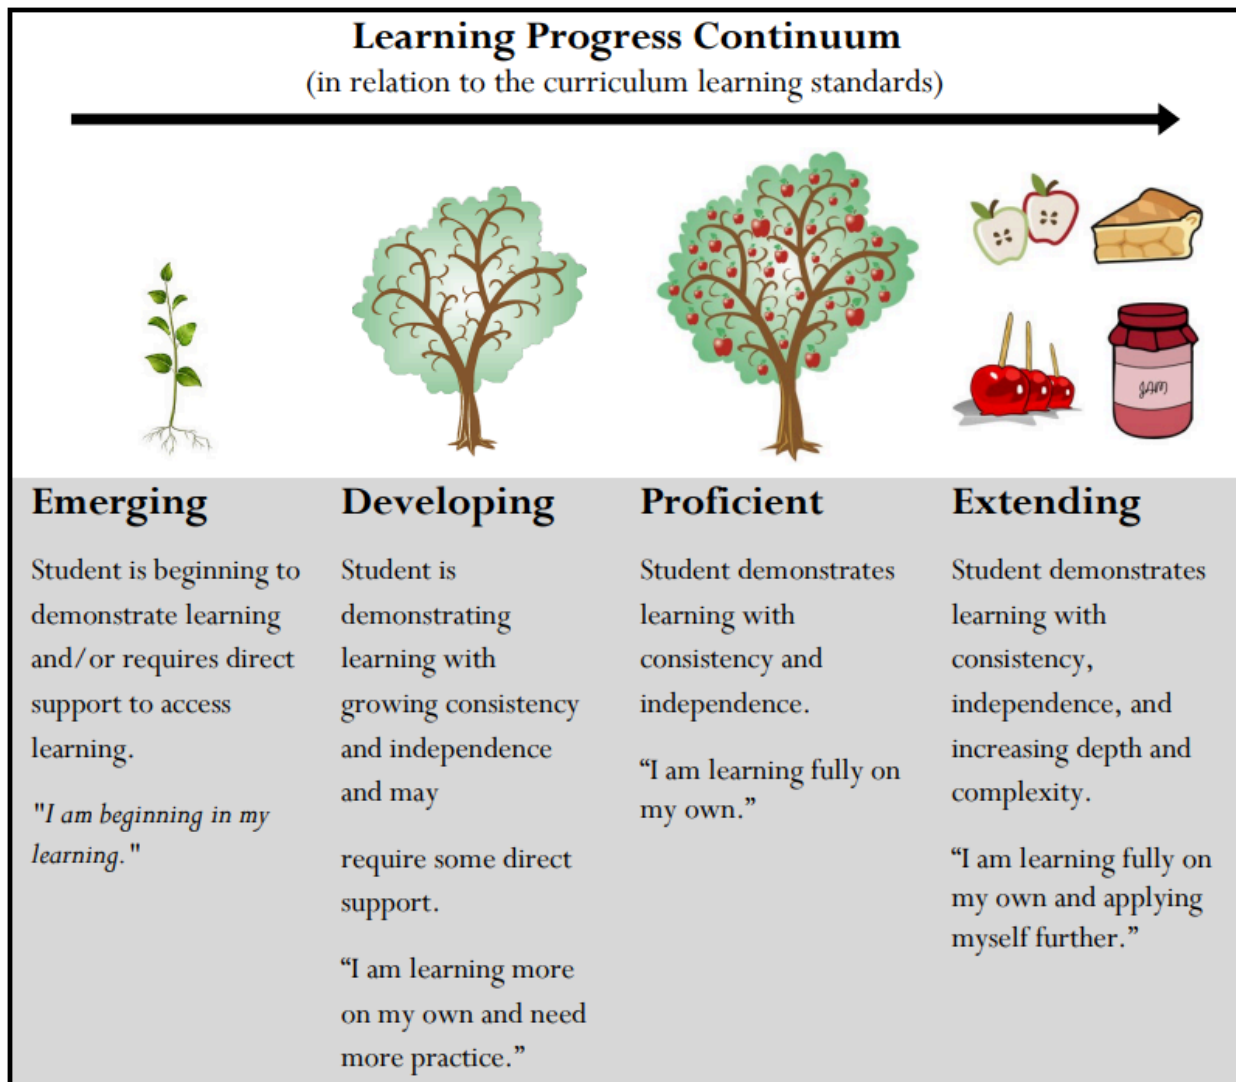 Learning Progress Continuum
(in relation to the curriculum learning standards)
JAM
Emerging
Student is beginning to
demonstrate learning
and/or requires direct
support to access
learning.
"I am beginning in my
learning."
Developing
Student is
demonstrating
learning with
growing consistency
and independence
and may
require some direct
support.
“I am learning more
on my own and need
more practice.”
Proficient
Student demonstrates
learning with
consistency and
independence.
“I am learning fully on
my own.”
Extending
Student demonstrates
learning with
consistency,
independence, and
increasing depth and
complexity.
“I am learning fully on
my own and applying
myself further.”